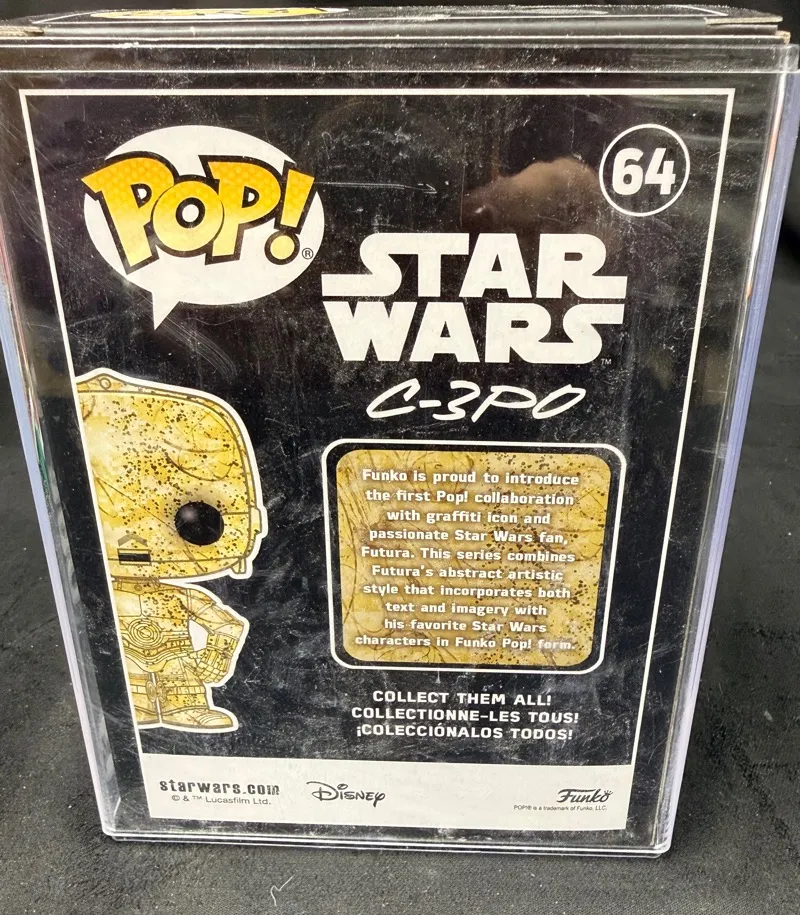 POP!®
64
STAR
WARS™
C-3PO
Funko is proud to introduce
the first Pop! collaboration
with graffiti icon and
passionate Star Wars fan,
Futura. This series combines
Futura's abstract artistic
style that incorporates both
text and imagery with
his favorite Star Wars
characters in Funko Pop! form.
COLLECT THEM ALL!
COLLECTIONNE-LES TOUS!
¡COLECCIÓNALOS TODOS!
starwars.com
© & ™ Lucasfilm Ltd.
Disney
Funko
POP!® is a trademark of Funko, LLC.